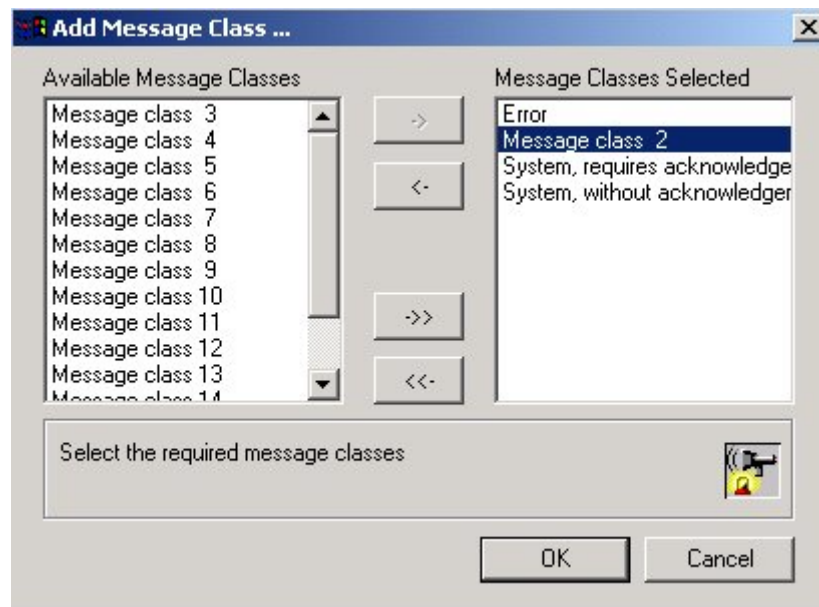 Add Message Class ...
Available Message Classes
Message class 3
Message class 4
Message class 5
Message class 6
Message class 7
Message class 8
Message class 9
Message class 10
Message class 11
Message class 12
Message class 13
Message class 14
->
<-
->>
<<-
Message Classes Selected
Error
Message class 2
System, requires acknowledge
System, without acknowledger
Select the required message classes
OK
Cancel